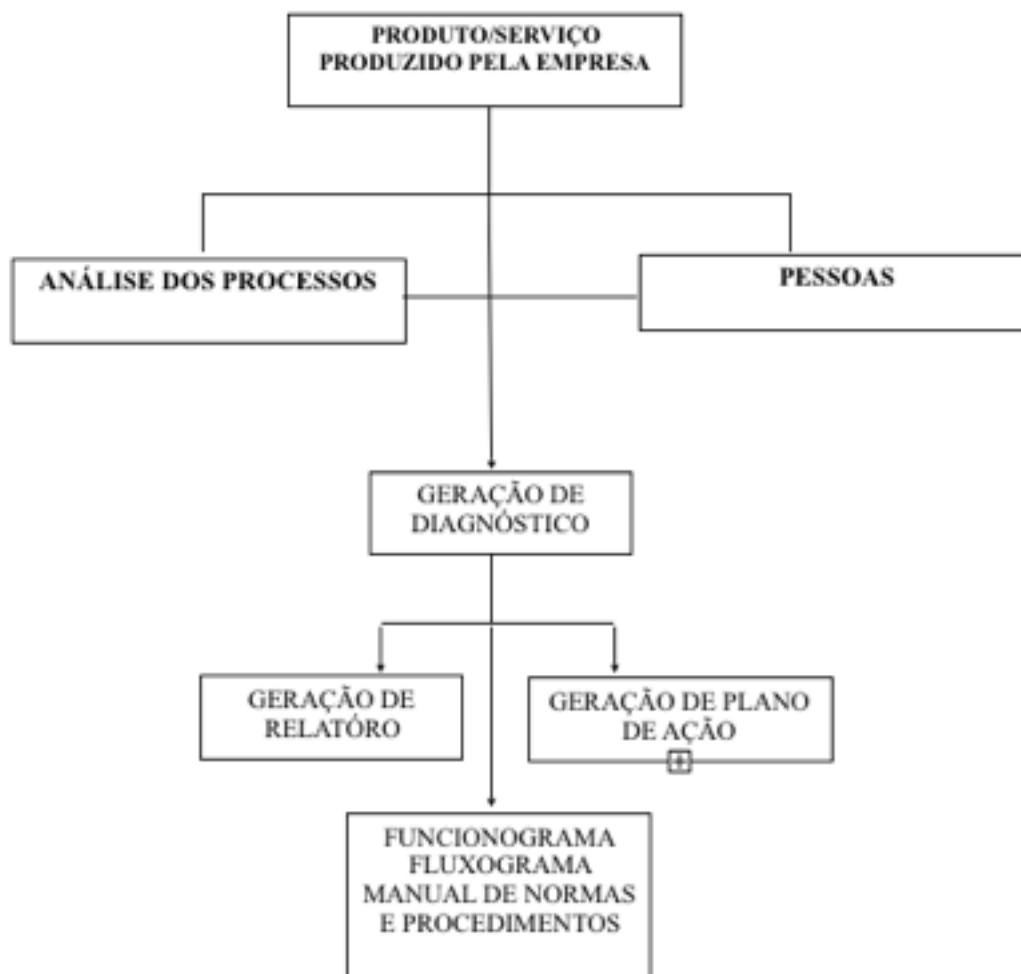 PRODUTO/SERVIÇO
PRODUZIDO PELA EMPRESA
ANÁLISE DOS PROCESSOS
PESSOAS
GERAÇÃO DE
DIAGNÓSTICO
GERAÇÃO DE
RELATÓRO
GERAÇÃO DE PLANO
DE AÇÃO
FUNCIONOGRAMA
FLUXOGRAMA
MANUAL DE NORMAS
E PROCEDIMENTOS